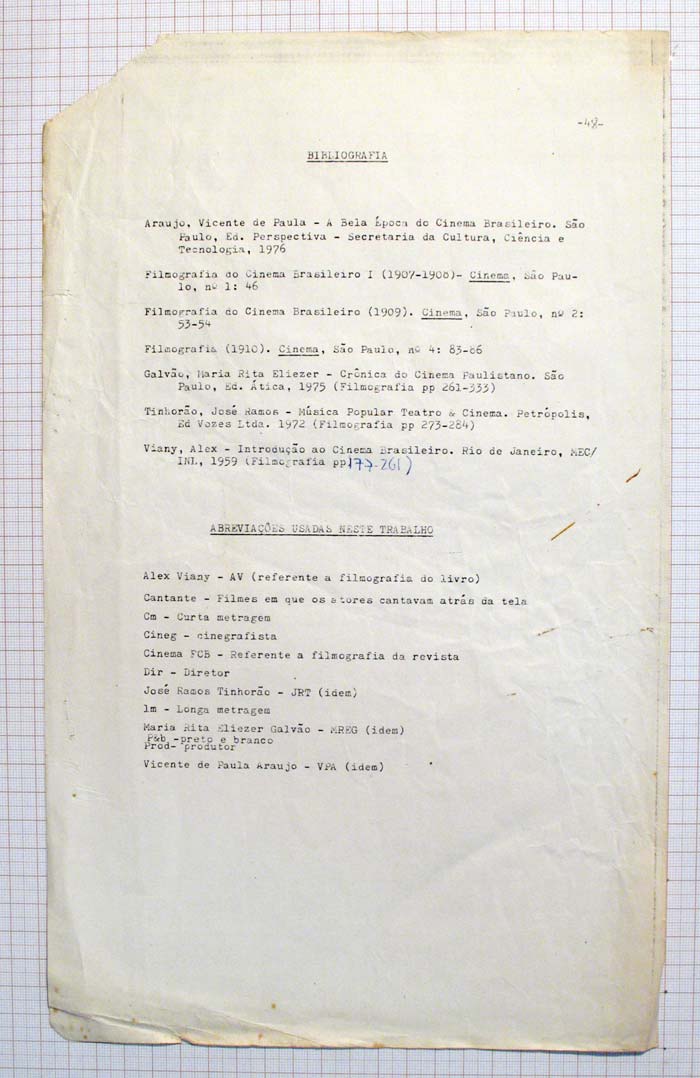 -48-
BIBLIOGRAFIA
Araujo, Vicente de Paula - A Bela Época do Cinema Brasileiro. São
Paulo, Ed. Perspectiva - Secretaria da Cultura, Ciência e
Tecnologia, 1976
Filmografia do Cinema Brasileiro I (1907-1908)- Cinema, São Pau-
lo, nº 1: 46
Filmografia do Cinema Brasileiro (1909). Cinema, São Paulo, nº 2:
53-54
Filmografia (1910). Cinema, São Paulo, nº 4: 83-86
Galvão, Maria Rita Eliezer - Crônica do Cinema Paulistano. São
Paulo, Ed. Ática, 1975 (Filmografia pp 261-333)
Tinhorão, José Ramos - Música Popular Teatro & Cinema. Petrópolis,
Ed Vozes Ltda. 1972 (Filmografia pp 273-284)
Viany, Alex - Introdução ao Cinema Brasileiro. Rio de Janeiro, MEC/
INL, 1959 (Filmografia pp 177-261)
ABREVIAÇÕES USADAS NESTE TRABALHO
Alex Viany - AV (referente a filmografia do livro)
Cantante - Filmes em que os atores cantavam atrás da tela
Cm - Curta metragem
Cineg - cinegrafista
Cinema FCB - Referente a filmografia da revista
Dir - Diretor
José Ramos Tinhorão - JRT (idem)
lm - Longa metragem
Maria Rita Eliezer Galvão - MREG (idem)
P&b -preto e branco
Prod- produtor
Vicente de Paula Araujo - VPA (idem)